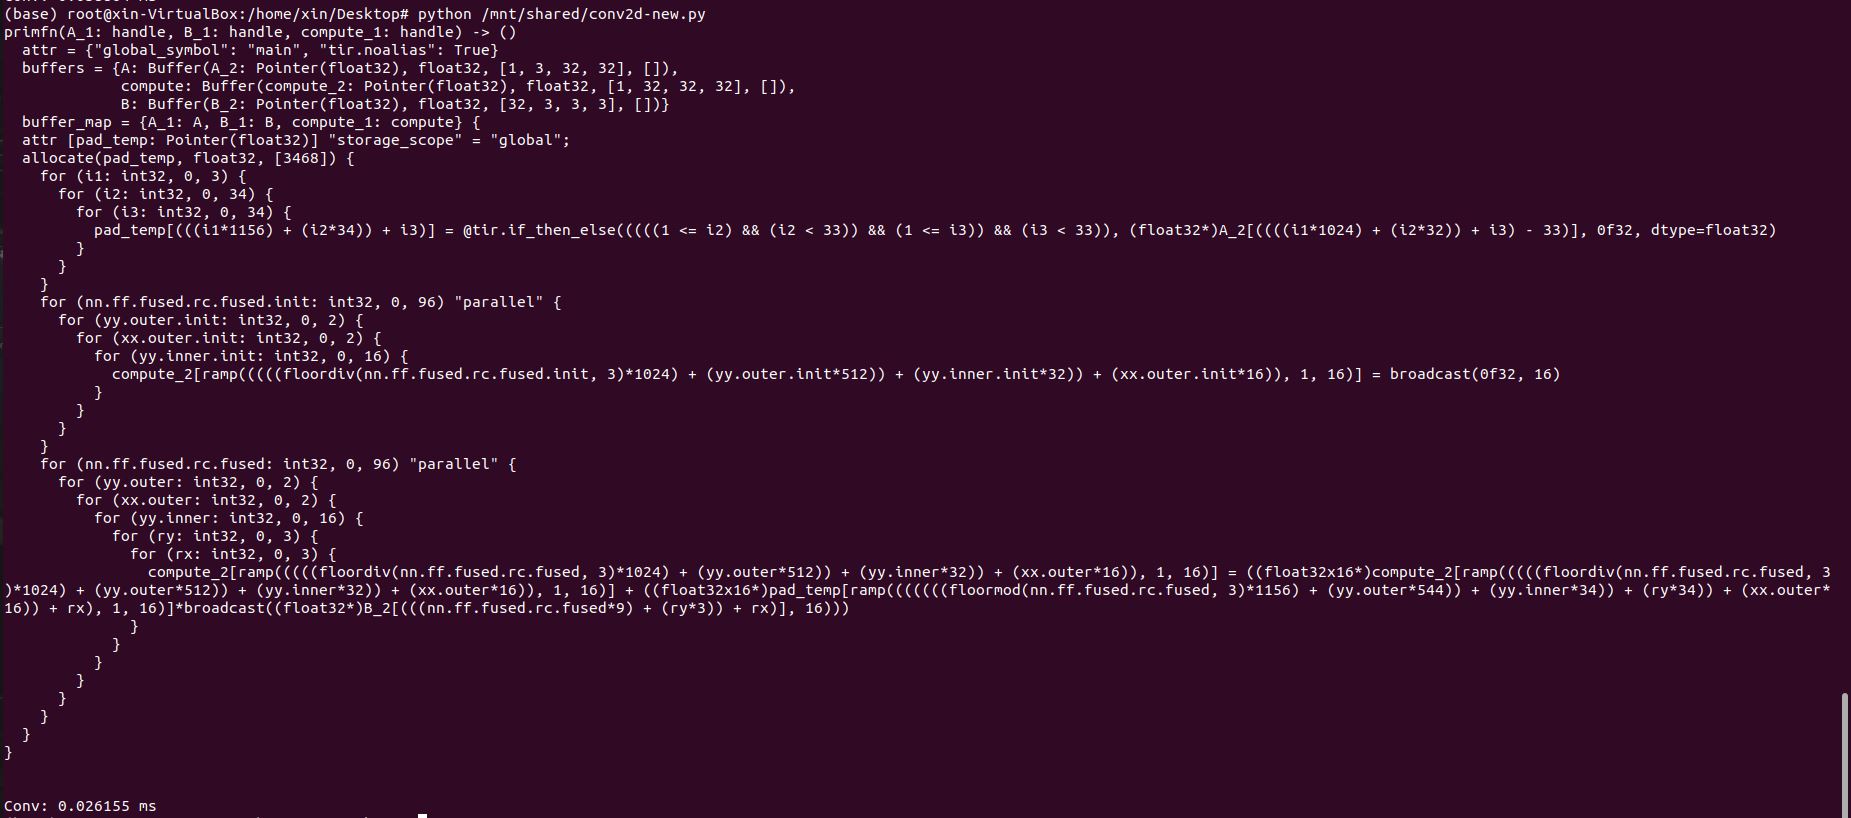 (base) root@xin-VirtualBox:/home/xin/Desktop# python /mnt/shared/conv2d-new.py
primfn(A_1: handle, B_1: handle, compute_1: handle) -> ()
  attr = {"global_symbol": "main", "tir.noalias": True}
  buffers = {A: Buffer(A_2: Pointer(float32), float32, [1, 3, 32, 32], []),
             compute: Buffer(compute_2: Pointer(float32), float32, [1, 32, 32, 32], []),
             B: Buffer(B_2: Pointer(float32), float32, [32, 3, 3, 3], [])}
  buffer_map = {A_1: A, B_1: B, compute_1: compute} {
  attr [pad_temp: Pointer(float32)] "storage_scope" = "global";
  allocate(pad_temp, float32, [3468]) {
    for (i1: int32, 0, 3) {
      for (i2: int32, 0, 34) {
        for (i3: int32, 0, 34) {
          pad_temp[(((i1*1156) + (i2*34)) + i3)] = @tir.if_then_else(((((1 <= i2) && (i2 < 33)) && (1 <= i3)) && (i3 < 33)), (float32*)A_2[((((i1*1024) + (i2*32)) + i3) - 33)], 0f32, dtype=float32)
        }
      }
    }
    for (nn.ff.fused.rc.fused.init: int32, 0, 96) "parallel" {
      for (yy.outer.init: int32, 0, 2) {
        for (xx.outer.init: int32, 0, 2) {
          for (yy.inner.init: int32, 0, 16) {
            compute_2[ramp(((((floordiv(nn.ff.fused.rc.fused.init, 3)*1024) + (yy.outer.init*512)) + (yy.inner.init*32)) + (xx.outer.init*16)), 1, 16)] = broadcast(0f32, 16)
          }
        }
      }
    }
    for (nn.ff.fused.rc.fused: int32, 0, 96) "parallel" {
      for (yy.outer: int32, 0, 2) {
        for (xx.outer: int32, 0, 2) {
          for (yy.inner: int32, 0, 16) {
            for (ry: int32, 0, 3) {
              for (rx: int32, 0, 3) {
                compute_2[ramp(((((floordiv(nn.ff.fused.rc.fused, 3)*1024) + (yy.outer*512)) + (yy.inner*32)) + (xx.outer*16)), 1, 16)] = ((float32x16*)compute_2[ramp(((((floordiv(nn.ff.fused.rc.fused, 3
)*1024) + (yy.outer*512)) + (yy.inner*32)) + (xx.outer*16)), 1, 16)] + ((float32x16*)pad_temp[ramp(((((((floormod(nn.ff.fused.rc.fused, 3)*1156) + (yy.outer*544)) + (yy.inner*34)) + (ry*34)) + (xx.outer*
16)) + rx), 1, 16)]*broadcast((float32*)B_2[(((nn.ff.fused.rc.fused*9) + (ry*3)) + rx)], 16)))
              }
            }
          }
        }
      }
    }
  }
}
Conv: 0.026155 ms